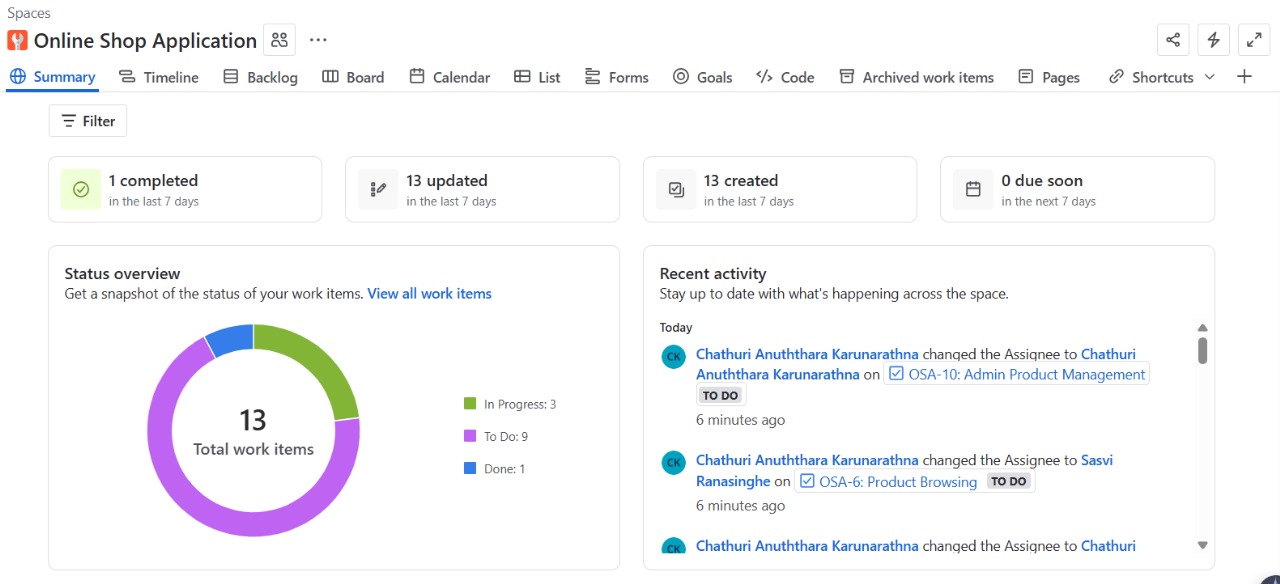 Spaces
Online Shop Application
Summary Timeline Backlog Board Calendar List Forms Goals Code Archived work items Pages Shortcuts
Filter
1 completed
in the last 7 days
13 updated
in the last 7 days
13 created
in the last 7 days
0 due soon
in the next 7 days
Status overview
Get a snapshot of the status of your work items. View all work items
13
Total work items
In Progress: 3
To Do: 9
Done: 1
Recent activity
Stay up to date with what's happening across the space.
Today
CK
Chathuri Anuththara Karunarathna changed the Assignee to Chathuri
Anuththara Karunarathna on OSA-10: Admin Product Management
TO DO
6 minutes ago
CK
Chathuri Anuththara Karunarathna changed the Assignee to Sasvi
Ranasinghe on OSA-6: Product Browsing TO DO
6 minutes ago
CK
Chathuri Anuththara Karunarathna changed the Assignee to Chathuri